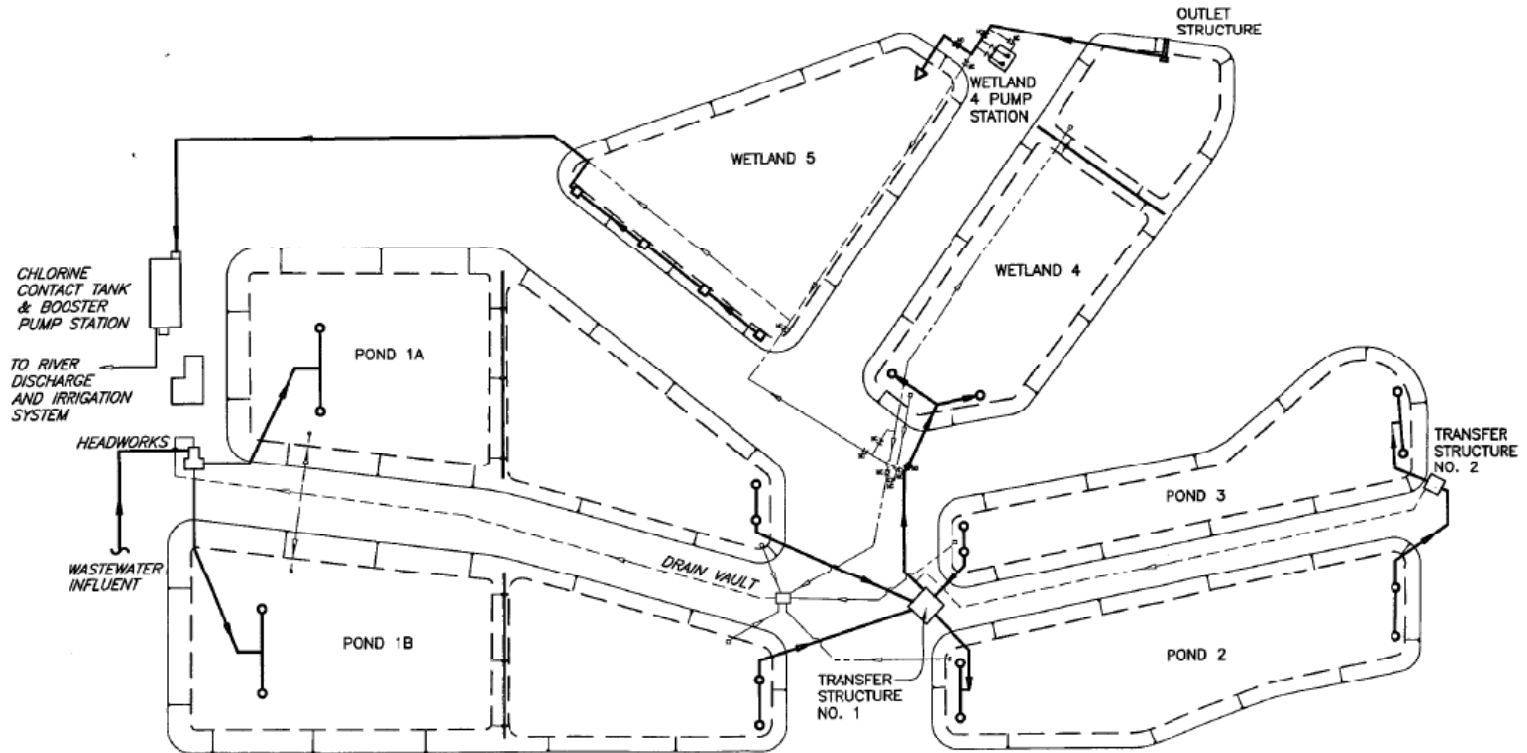 OUTLET
STRUCTURE
WETLAND
4 PUMP
STATION
WETLAND 5
WETLAND 4
CHLORINE
CONTACT TANK
& BOOSTER
PUMP STATION
POND 1A
TO RIVER
DISCHARGE
AND IRRIGATION
SYSTEM
HEADWORKS
TRANSFER
STRUCTURE
NO. 2
POND 3
WASTEWATER
INFLUENT
DRAIN VAULT
POND 1B
POND 2
TRANSFER
STRUCTURE
NO. 1